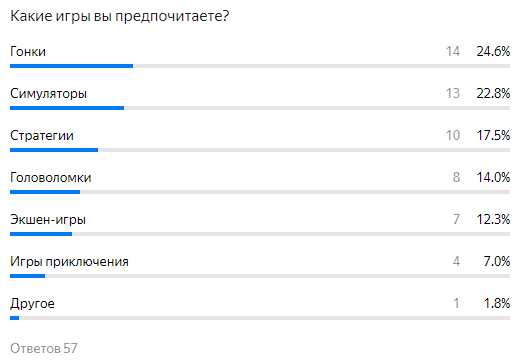 Какие игры вы предпочитаете?
Гонки 14 24.6%
Симуляторы 13 22.8%
Стратегии 10 17.5%
Головоломки 8 14.0%
Экшен-игры 7 12.3%
Игры приключения 4 7.0%
Другое 1 1.8%
Ответов 57